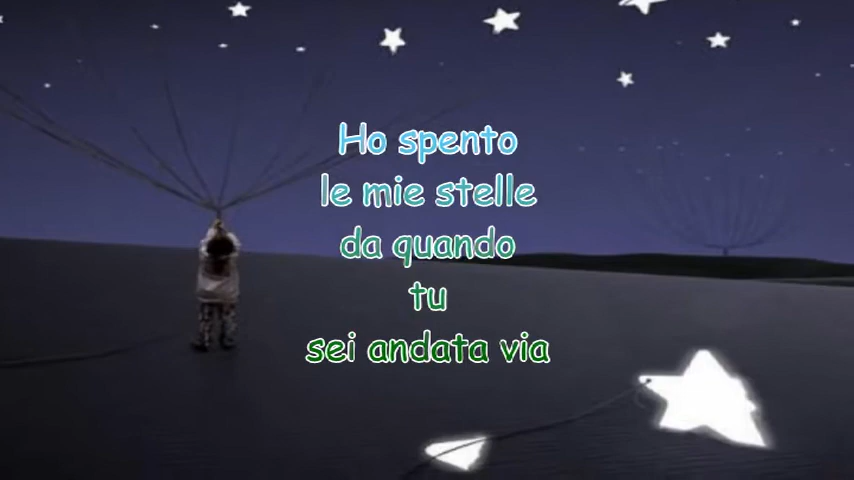 Ho spento
le mie stelle
da quando
tu
sei andata via